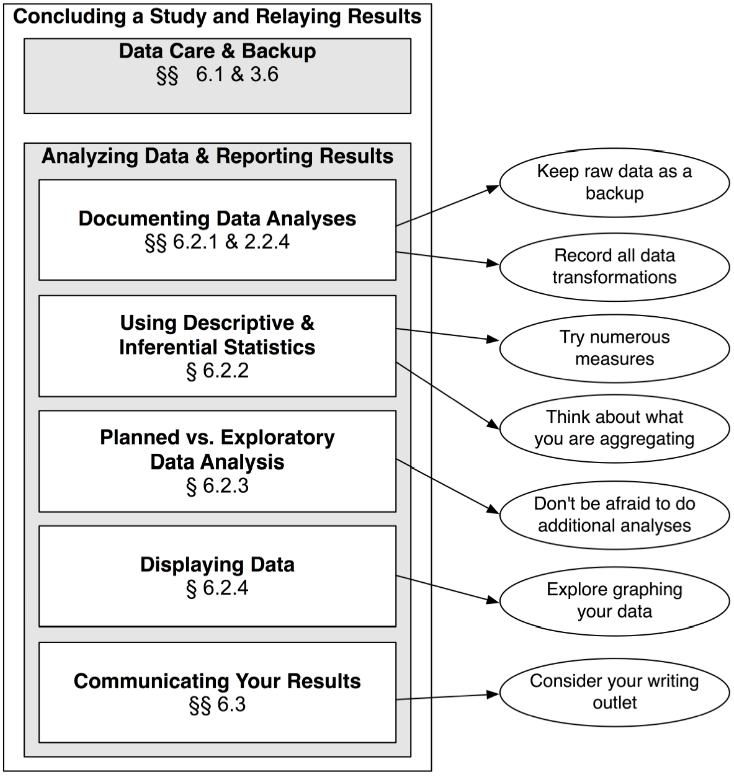 Concluding a Study and Relaying Results
Data Care & Backup
§§ 6.1 & 3.6
Analyzing Data & Reporting Results
Documenting Data Analyses
§§ 6.2.1 & 2.2.4
Keep raw data as a
backup
Record all data
transformations
Using Descriptive &
Inferential Statistics
§ 6.2.2
Try numerous
measures
Think about what
you are aggregating
Planned vs. Exploratory
Data Analysis
§ 6.2.3
Don't be afraid to do
additional analyses
Displaying Data
§ 6.2.4
Explore graphing
your data
Communicating Your Results
§§ 6.3
Consider your writing
outlet